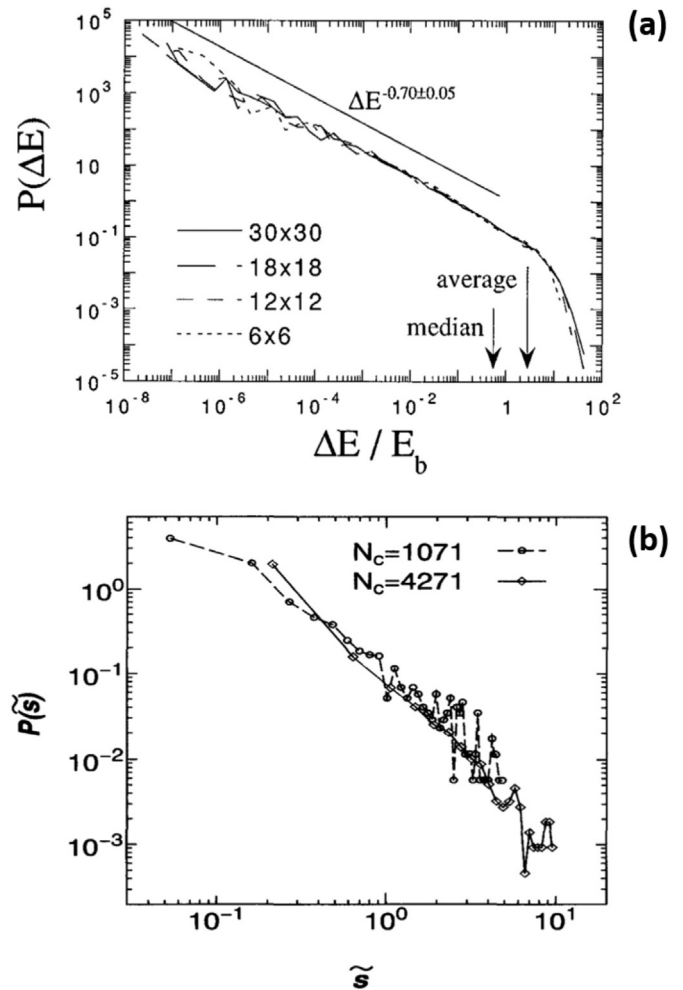 (a)
10^5
10^3
10
10^-1
10^-3
10^-5
P(ΔE)
ΔE^-0.70±0.05
30x30
18x18
12x12
6x6
average
median
10^-8
10^-6
10^-4
10^-2
1
10^2
ΔE / E_b
(b)
N_c=1071
N_c=4271
10^0
10^-1
10^-2
10^-3
P(s̃)
10^-1
10^0
10^1
s̃